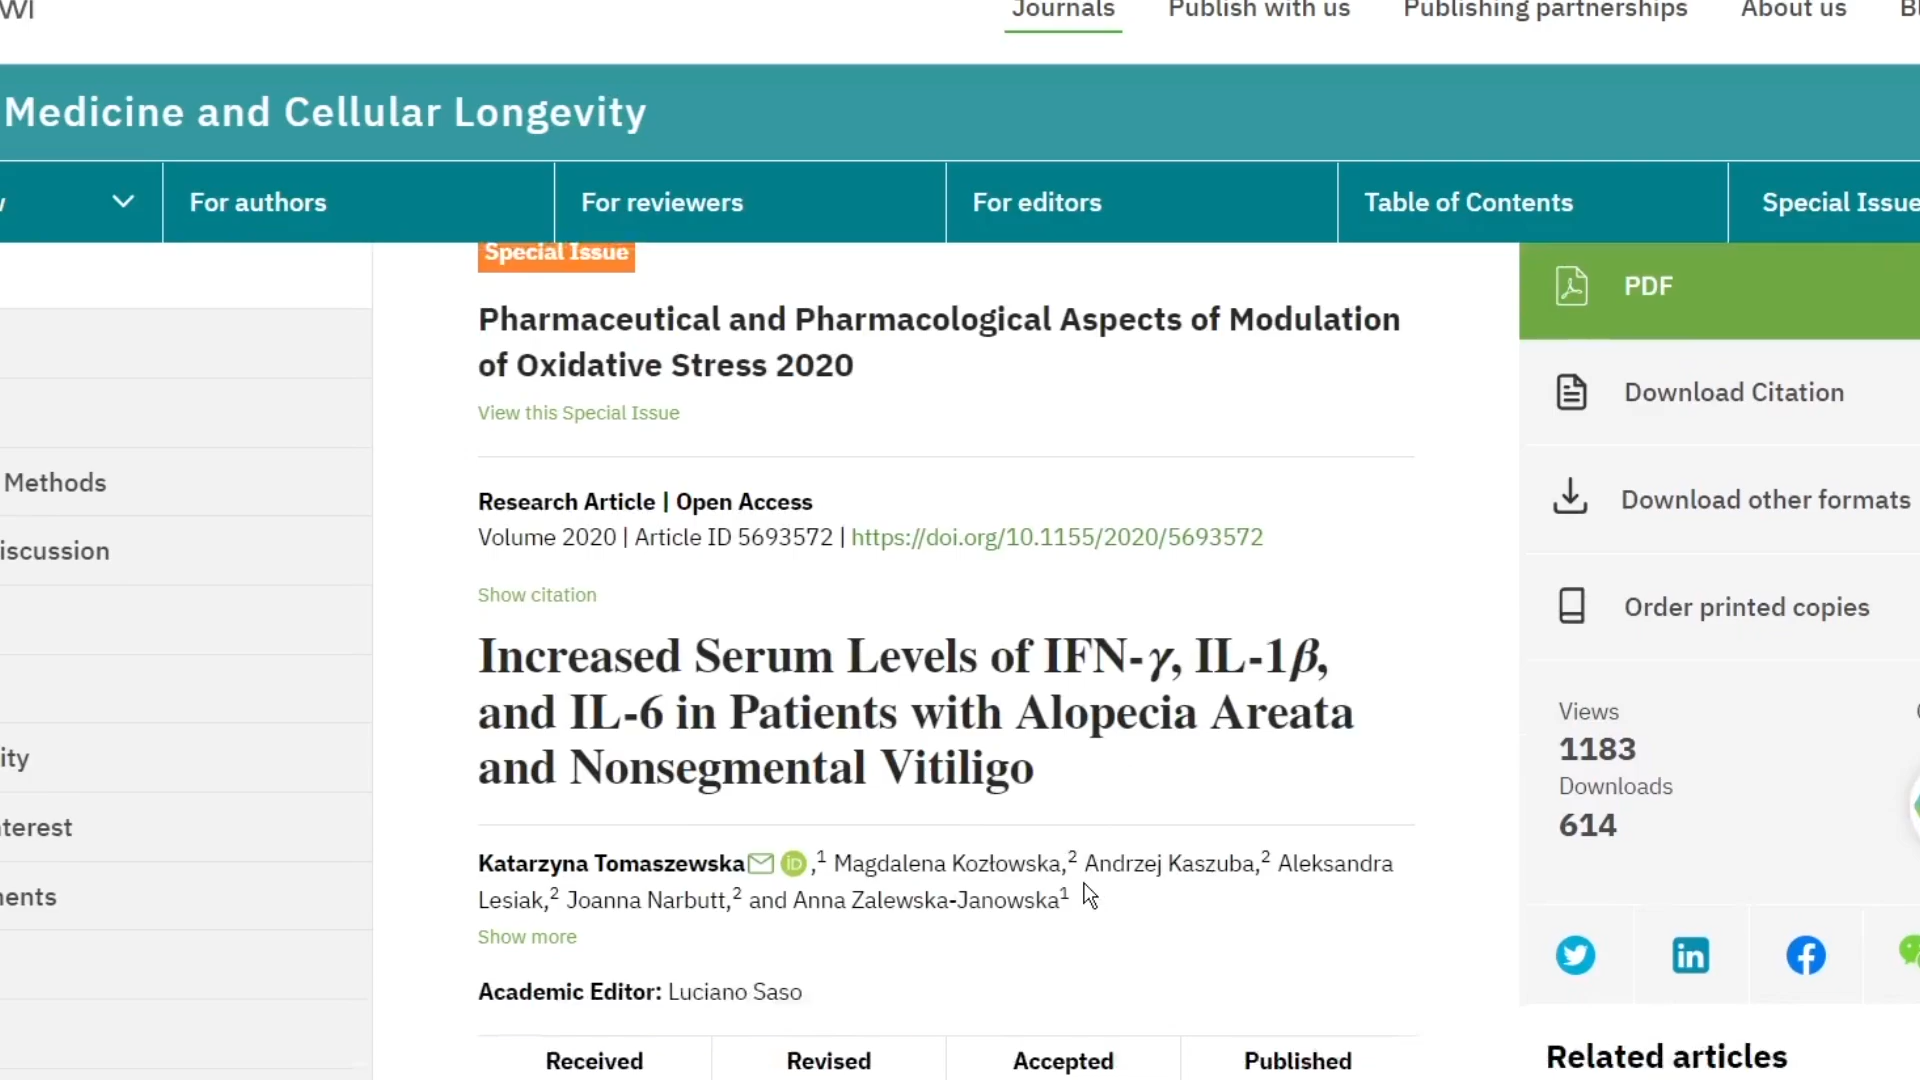 WI
Journals Publish with us Publishing partnerships About us
Medicine and Cellular Longevity
For authors For reviewers For editors Table of Contents Special Issue
Special Issue
Pharmaceutical and Pharmacological Aspects of Modulation
of Oxidative Stress 2020
View this Special Issue
Research Article | Open Access
Volume 2020 | Article ID 5693572 | https://doi.org/10.1155/2020/5693572
Show citation
Increased Serum Levels of IFN-γ, IL-1β,
and IL-6 in Patients with Alopecia Areata
and Nonsegmental Vitiligo
Katarzyna Tomaszewska iD ,1 Magdalena Kozłowska,2 Andrzej Kaszuba,2 Aleksandra
Lesiak,2 Joanna Narbutt,2 and Anna Zalewska-Janowska1
Show more
Academic Editor: Luciano Saso
Received Revised Accepted Published
Methods
iscussion
ity
terest
ents
PDF
Download Citation
Download other formats
Order printed copies
Views
1183
Downloads
614
in
Related articles